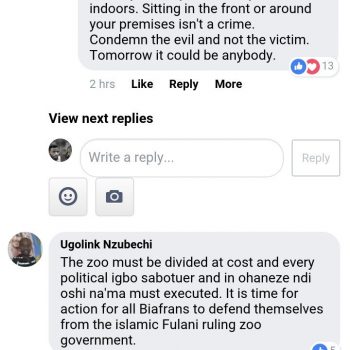 indoors. Sitting in the front or around
your premises isn't a crime.
Condemn the evil and not the victim.
Tomorrow it could be anybody.
13
2 hrs Like Reply More
View next replies
Write a reply... Reply
Ugolink Nzubechi
The zoo must be divided at cost and every
political igbo sabotuer and in ohaneze ndi
oshi na'ma must executed. It is time for
action for all Biafrans to defend themselves
from the islamic Fulani ruling zoo
government.
5